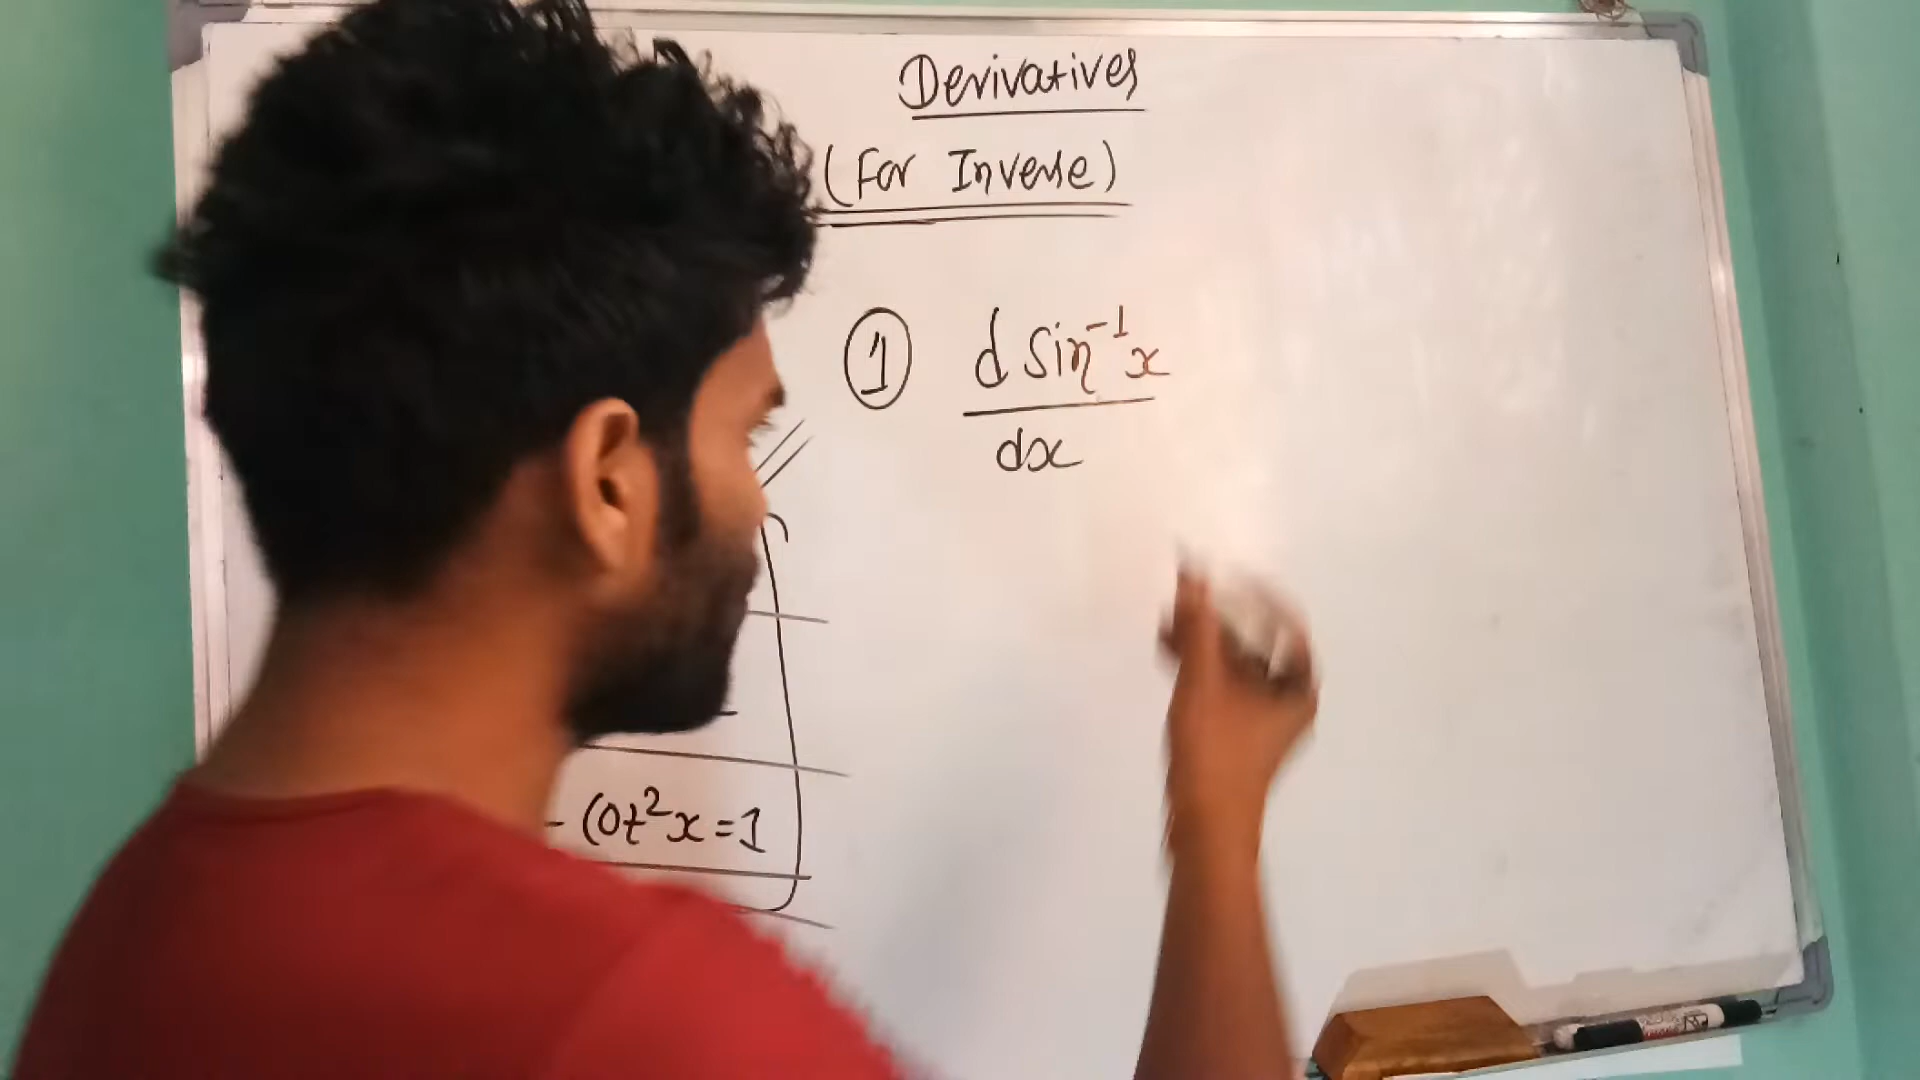 Derivatives
(For Inverse)
① d Sin⁻¹x
dx
- Cot²x = 1